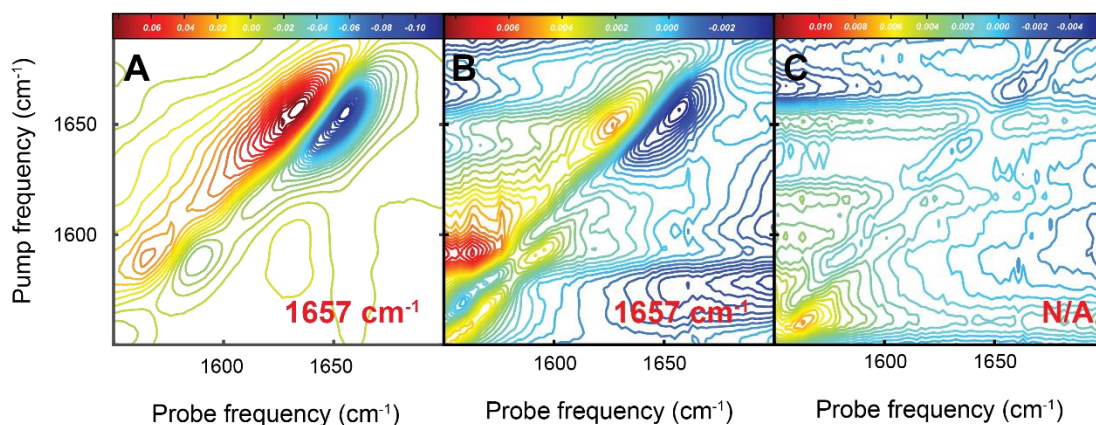 0.06 0.04 0.02 0.00 -0.02 -0.04 -0.06 -0.08 -0.10
0.006 0.004 0.002 0.000 -0.002 -0.004
0.010 0.008 0.006 0.004 0.002 0.000 -0.002 -0.004
A B C
Pump frequency (cm⁻¹)
1650
1600
1657 cm⁻¹ 1657 cm⁻¹ N/A
1600 1650 1600 1650 1600 1650
Probe frequency (cm⁻¹) Probe frequency (cm⁻¹) Probe frequency (cm⁻¹)